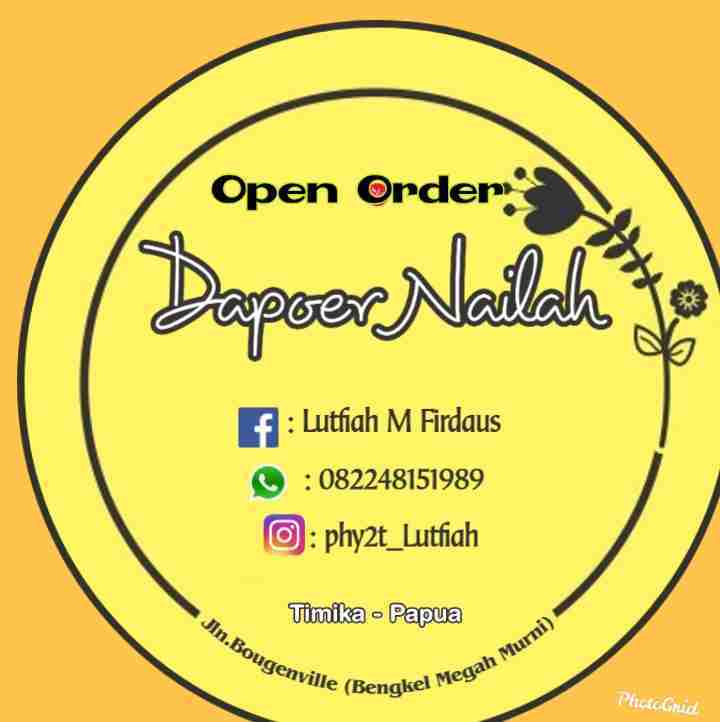 Open Order
Dapoer Nailah
: Lutfiah M Firdaus
: 082248151989
: phy2t_Lutfiah
Timika - Papua
Jln.Bougenville (Bengkel Megah Murni)
PhotoGrid